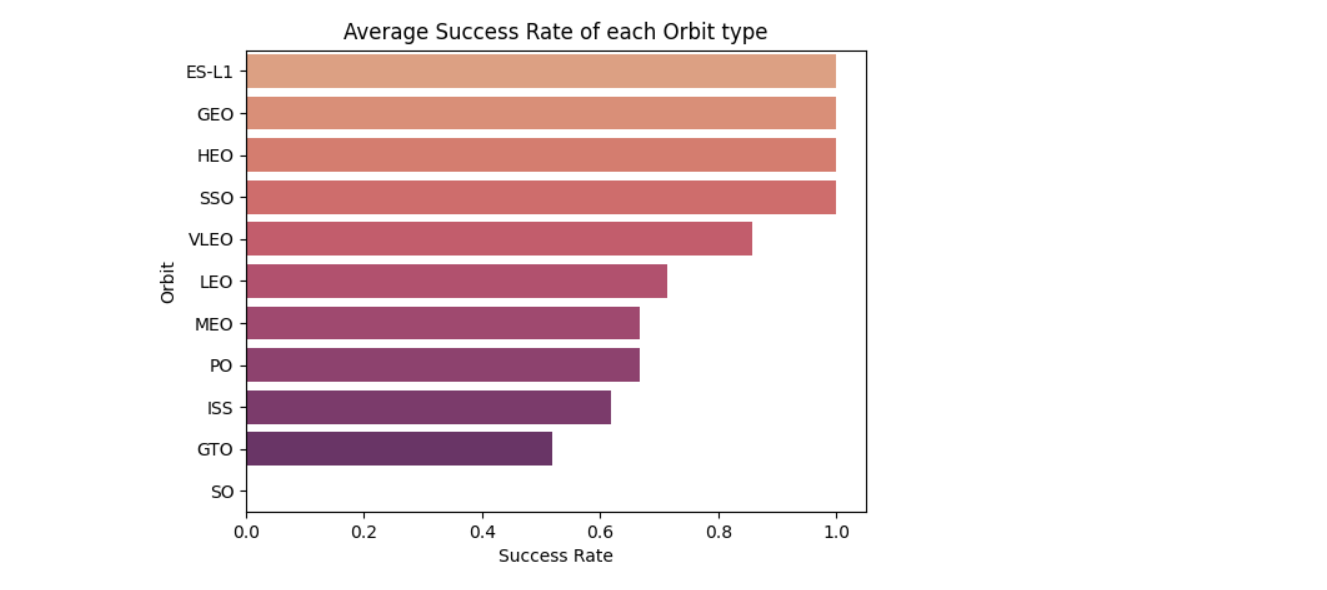 Average Success Rate of each Orbit type
ES-L1
GEO
HEO
SSO
VLEO
LEO
MEO
PO
ISS
GTO
SO
Orbit
0.0 0.2 0.4 0.6 0.8 1.0
Success Rate